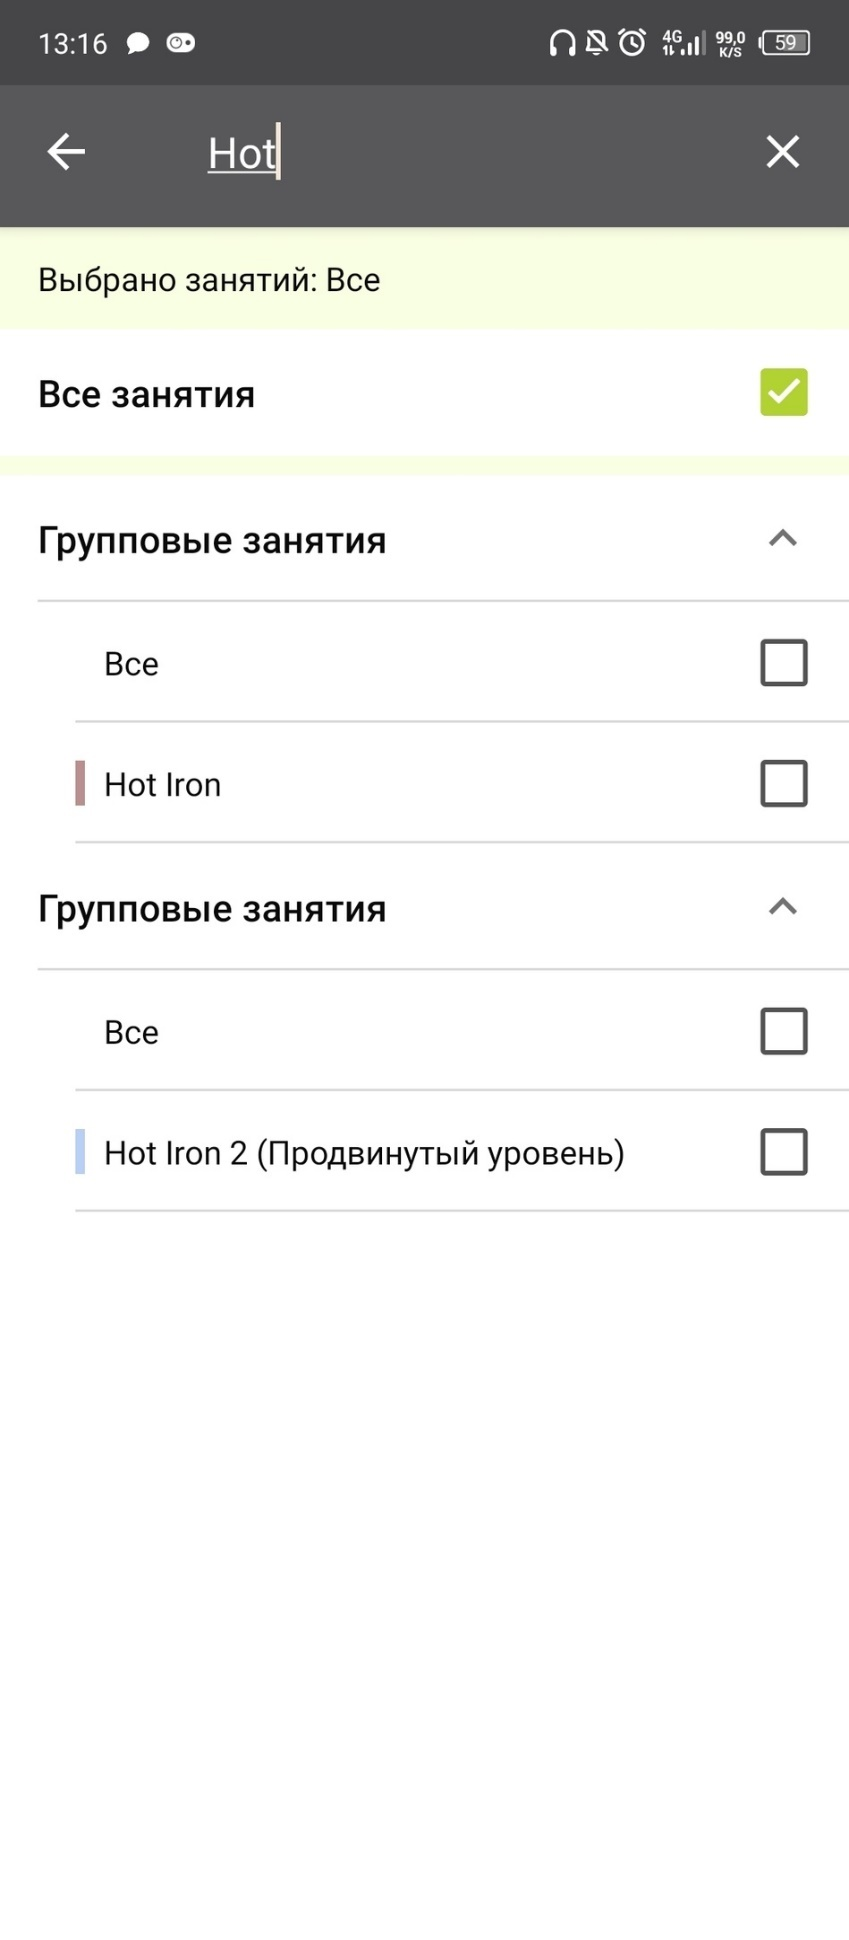 13:16
4G
99,0
K/S
59
Hot
Выбрано занятий: Все
Все занятия
Групповые занятия
Все
Hot Iron
Групповые занятия
Все
Hot Iron 2 (Продвинутый уровень)